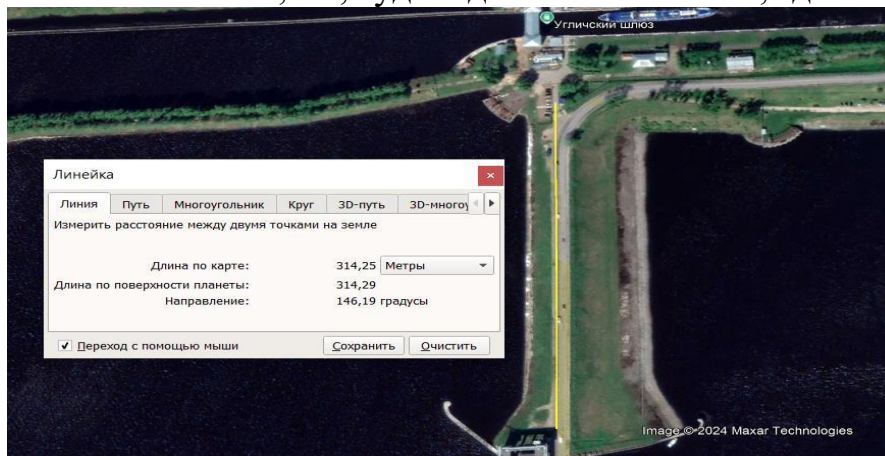 Угличский шлюз
Линейка
Линия Путь Многоугольник Круг 3D-путь
Измерить расстояние между двумя точками на земле
Длина по карте: 314,25 Метры
Длина по поверхности планеты: 314,29
Направление: 146,19 градусы
Переход с помощью мыши Сохранить Очистить
Image © 2024 Maxar Technologies